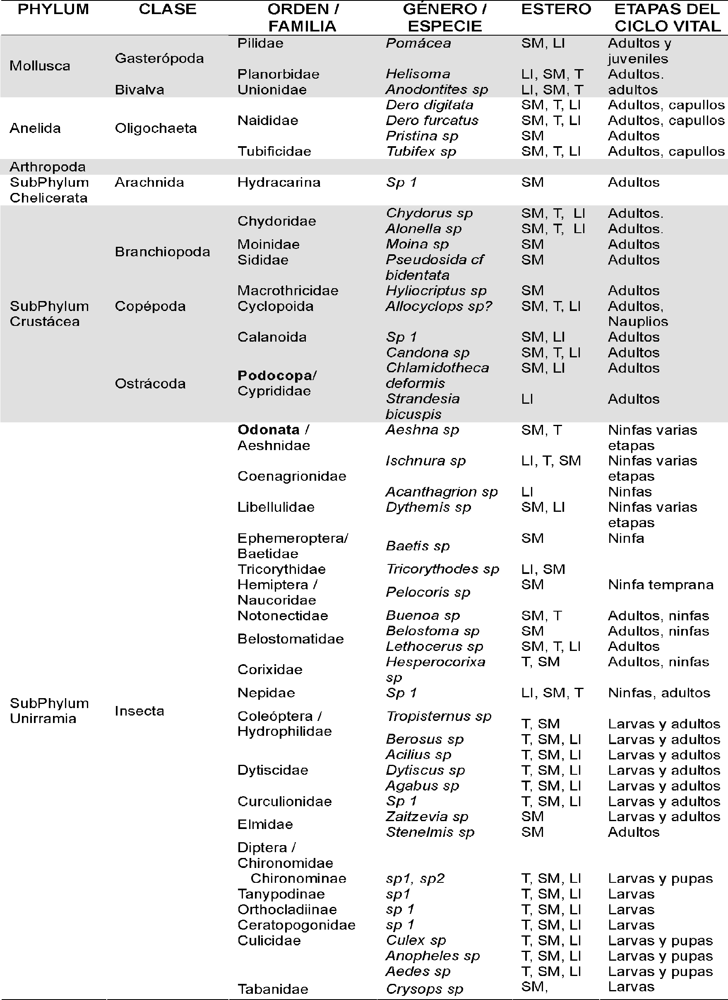 PHYLUM CLASE ORDEN / GÉNERO / ESTERO ETAPAS DEL
FAMILIA ESPECIE CICLO VITAL
Pilidae Pomácea SM, LI Adultos y
Gasterópoda juveniles
Mollusca
Planorbidae Helisoma LI, SM, T Adultos.
Bivalva Unionidae Anodontites sp LI, SM, T adultos
Dero digitata SM, T, LI Adultos, capullos
Naididae Dero furcatus SM, T, LI Adultos, capullos
Anelida Oligochaeta
Pristina sp SM Adultos
Tubificidae Tubifex sp SM, T, LI Adultos, capullos
Arthropoda
SubPhylum Arachnida Hydracarina Sp 1 SM Adultos
Chelicerata
Chydorus sp SM, T, LI Adultos.
Chydoridae
Alonella sp SM, T, LI Adultos.
Moinidae Moina sp SM Adultos
Branchiopoda
Sididae Pseudosida cf SM Adultos
bidentata
Macrothricidae Hyliocriptus sp SM Adultos
SubPhylum Copépoda Cyclopoida Allocyclops sp? SM, T, LI Adultos,
Crustácea Nauplios
Calanoida Sp 1 SM, LI Adultos
Candona sp SM, T, LI Adultos
Chlamidotheca SM, LI Adultos
Podocopa/
Ostrácoda deformis
Cyprididae
Strandesia LI Adultos
bicuspis
Odonata / Aeshna sp SM, T Ninfas varias
Aeshnidae etapas
Ischnura sp LI, T, SM Ninfas varias
Coenagrionidae etapas
Acanthagrion sp LI Ninfas
Libellulidae Dythemis sp SM, LI Ninfas varias
etapas
Ephemeroptera/ SM Ninfa
Baetis sp
Baetidae
Tricorythidae Tricorythodes sp LI, SM
Hemiptera / SM Ninfa temprana
Pelocoris sp
Naucoridae
Notonectidae Buenoa sp SM, T Adultos, ninfas
Belostoma sp SM Adultos, ninfas
Belostomatidae
Lethocerus sp SM, T, LI Adultos
Hesperocorixa T, SM Adultos, ninfas
Corixidae
sp
Nepidae Sp 1 LI, SM, T Ninfas, adultos
SubPhylum
Insecta
Unirramia
Coleóptera / Tropisternus sp
T, SM Larvas y adultos
Hydrophilidae
Berosus sp T, SM, LI Larvas y adultos
Acilius sp T, SM, LI Larvas y adultos
Dytiscidae Dytiscus sp T, SM, LI Larvas y adultos
Agabus sp T, SM, LI Larvas y adultos
Curculionidae Sp 1 T, SM, LI Larvas y adultos
Zaitzevia sp SM Larvas y adultos
Elmidae
Stenelmis sp SM Adultos
Diptera /
Chironomidae
Chironominae sp1, sp2 T, SM, LI Larvas y pupas
Tanypodinae sp1 T, SM, LI Larvas
Orthocladiinae sp 1 T, SM, LI Larvas
Ceratopogonidae sp 1 T, SM, LI Larvas
Culicidae Culex sp T, SM, LI Larvas y pupas
Anopheles sp T, SM, LI Larvas y pupas
Aedes sp T, SM, LI Larvas y pupas
Tabanidae Crysops sp SM, Larvas